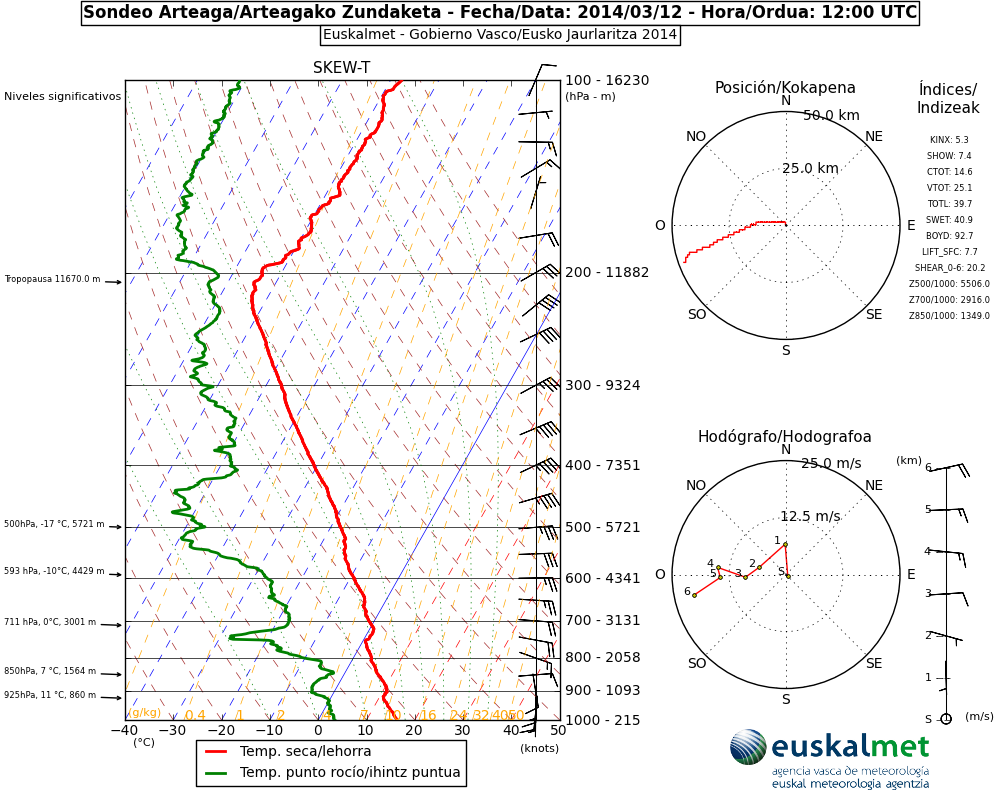 Sondeo Arteaga/Arteagako Zundaketa - Fecha/Data: 2014/03/12 - Hora/Ordua: 12:00 UTC
Euskalmet - Gobierno Vasco/Eusko Jaurlaritza 2014
SKEW-T
Niveles significativos
Tropopausa 11670.0 m
500hPa, -17 °C, 5721 m
593 hPa, -10°C, 4429 m
711 hPa, 0°C, 3001 m
850hPa, 7 °C, 1564 m
925hPa, 11 °C, 860 m
100 - 16230
(hPa - m)
200 - 11882
300 - 9324
400 - 7351
500 - 5721
600 - 4341
700 - 3131
800 - 2058
900 - 1093
1000 - 215
(g/kg) 0.4 1 2 4 7 10 16 24 32 40 50
−40 −30 −20 −10 0 10 20 30 40 50
(°C)
(knots)
Temp. seca/lehorra
Temp. punto rocío/ihintz puntua
Posición/Kokapena
N
50.0 km
NO
NE
25.0 km
O
E
SO
SE
S
Índices/
Indizeak
KINX: 5.3
SHOW: 7.4
CTOT: 14.6
VTOT: 25.1
TOTL: 39.7
SWET: 40.9
BOYD: 92.7
LIFT_SFC: 7.7
SHEAR_0-6: 20.2
Z500/1000: 5506.0
Z700/1000: 2916.0
Z850/1000: 1349.0
Hodógrafo/Hodografoa
N
25.0 m/s
NO
NE
12.5 m/s
1
2
3
4
5
6
S
O
E
SO
SE
S
(km)
6
5
4
3
2
1
S
(m/s)
euskalmet
agencia vasca de meteorología
euskal meteorologia agentzia